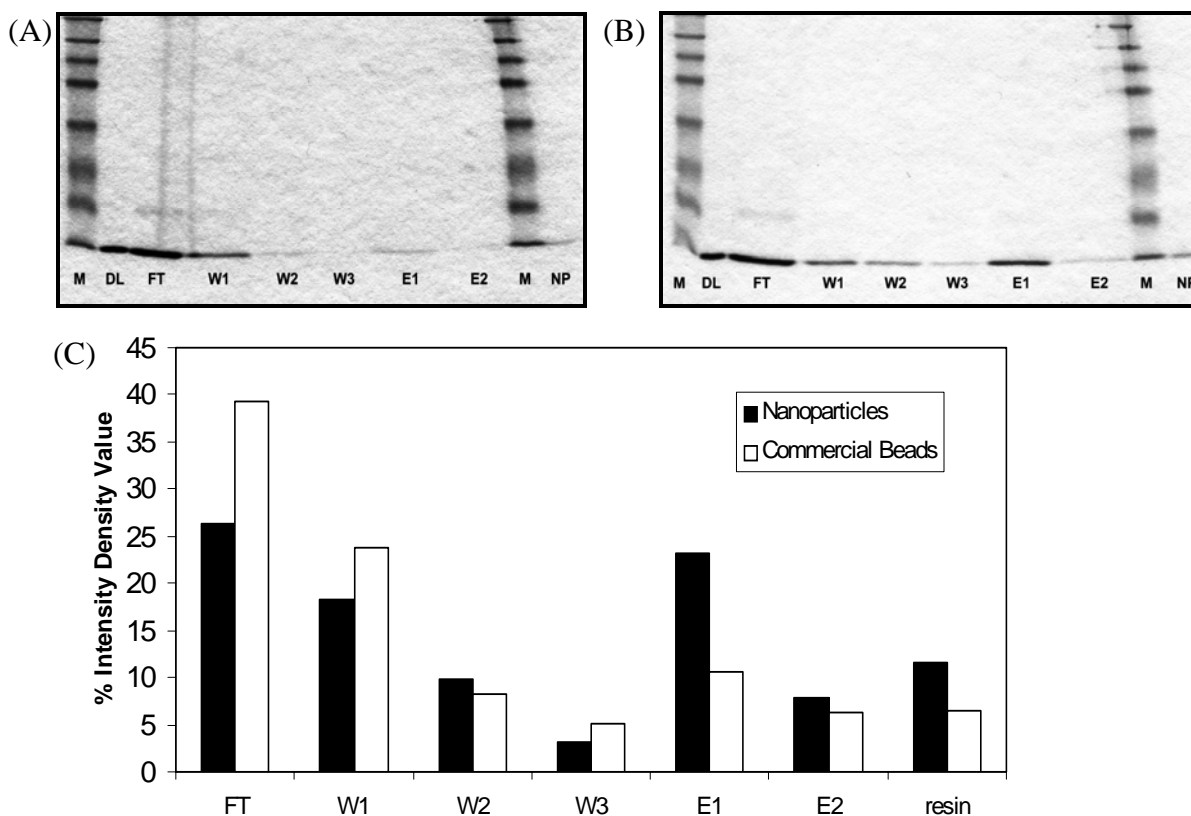 (A)
M DL FT W1 W2 W3 E1 E2 M NP
(B)
M DL FT W1 W2 W3 E1 E2 M NP
(C)
% Intensity Density Value
45
40
35
30
25
20
15
10
5
0
Nanoparticles
Commercial Beads
FT W1 W2 W3 E1 E2 resin